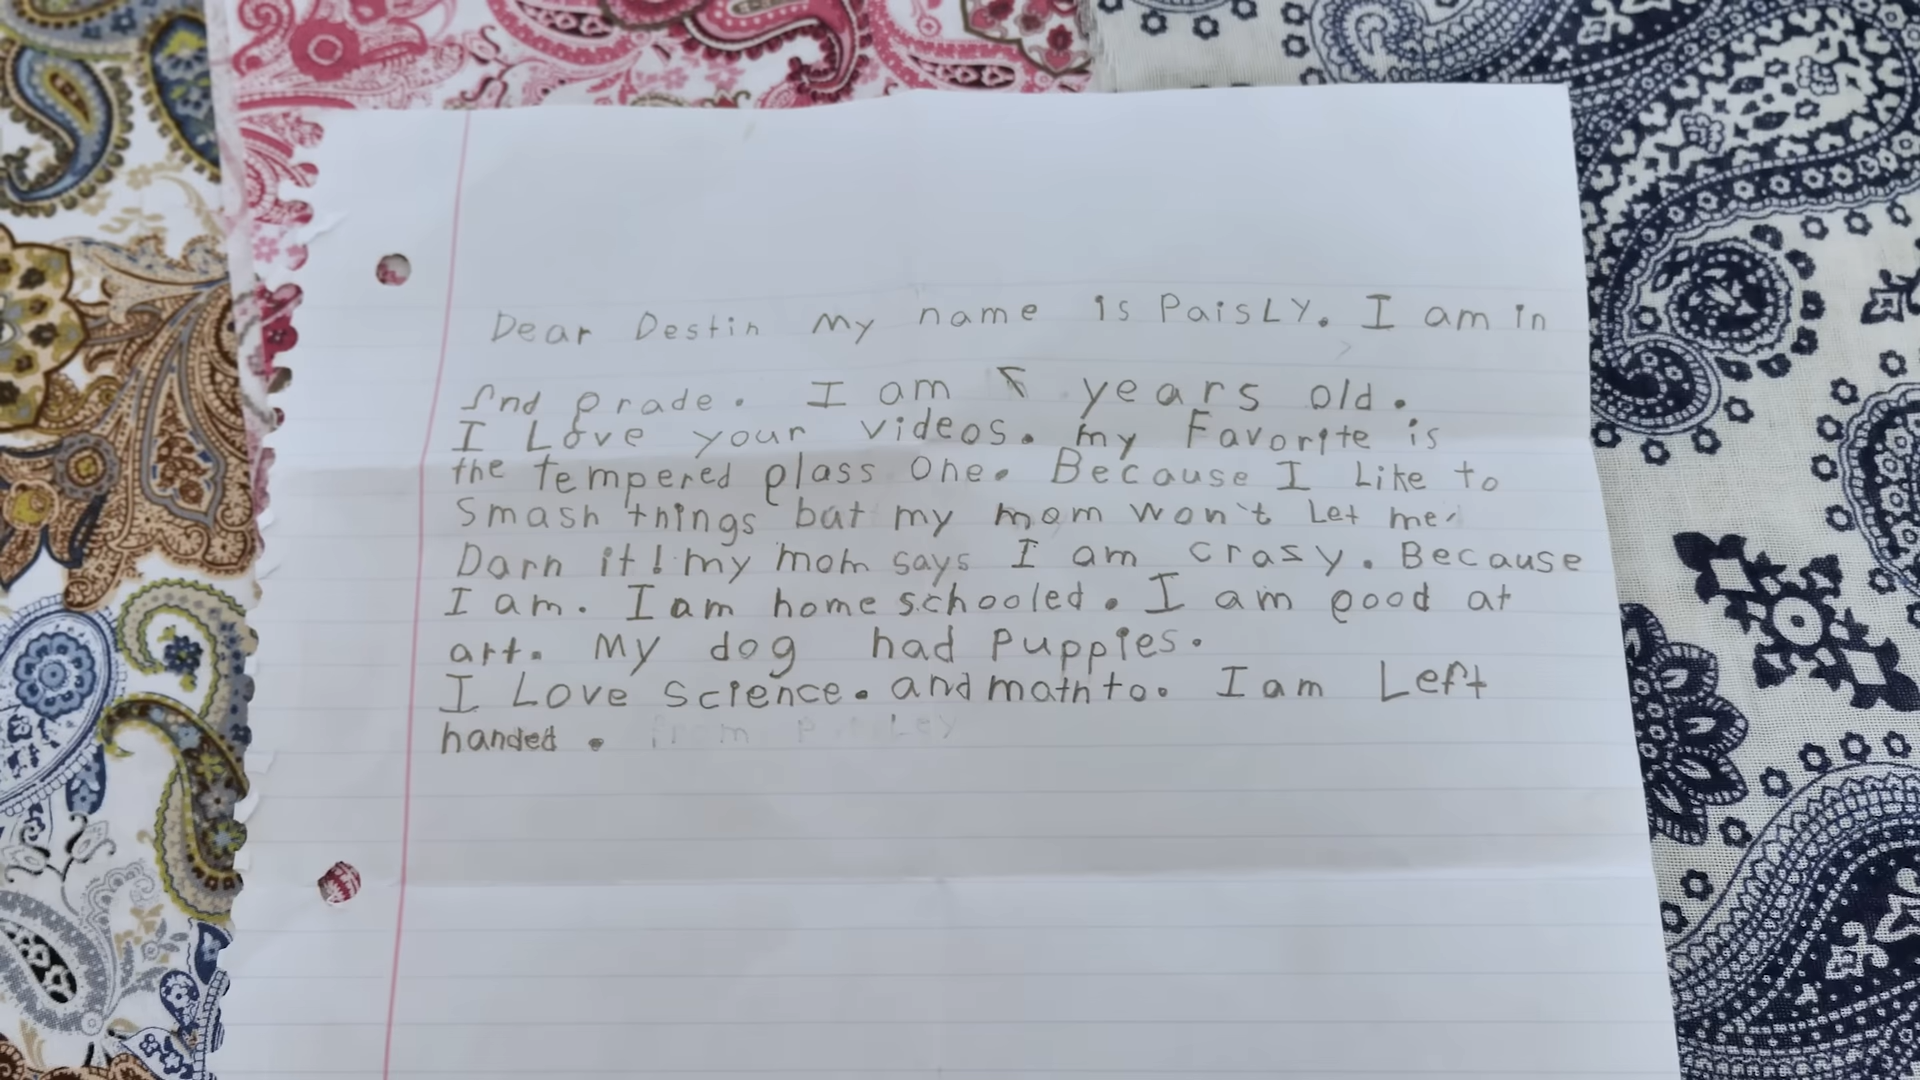 Dear Destin My name is PaisLY. I am in
2nd grade. I am years old.
I Love your videos. my Favorite is
the tempered glass one. Because I Like to
Smash things but my mom won't Let me.
Darn it! my mom says I am crazy. Because
I am. I am home schooled. I am good at
art. My dog had puppies.
I Love science. and math to. I am Left
handed. from